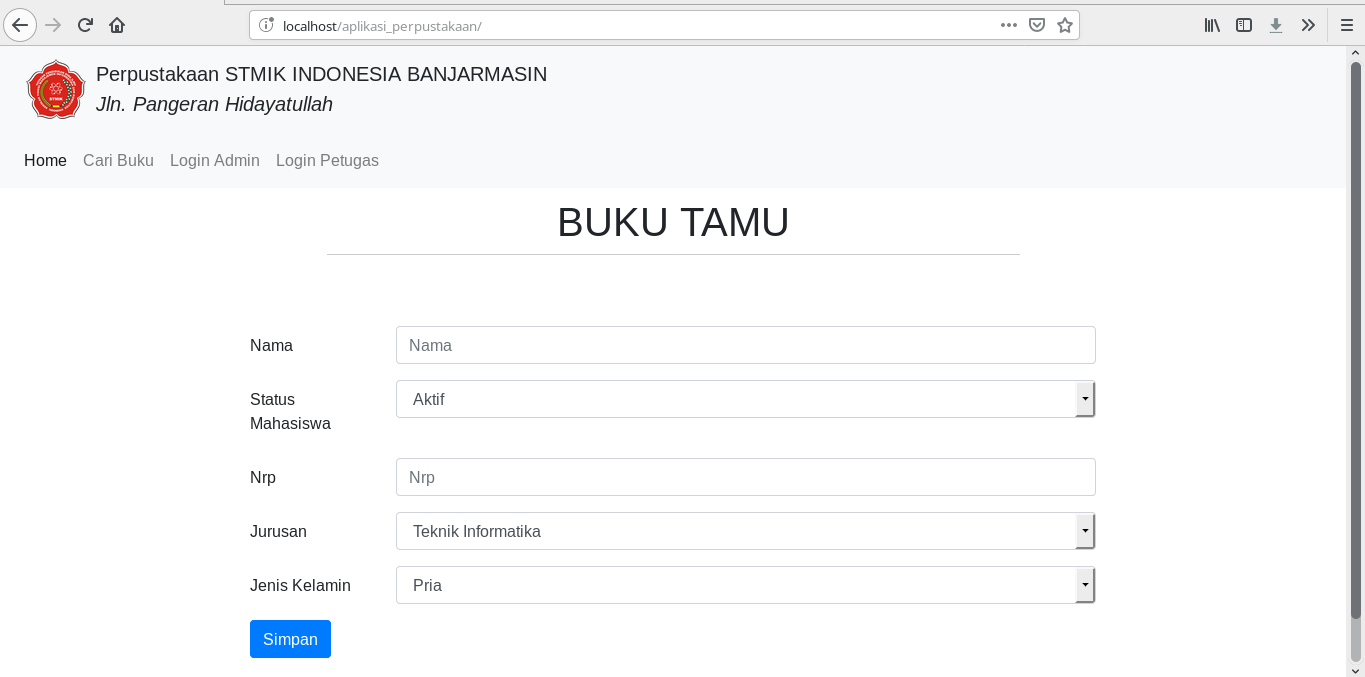 localhost/aplikasi_perpustakaan/
Perpustakaan STMIK INDONESIA BANJARMASIN
Jln. Pangeran Hidayatullah
Home Cari Buku Login Admin Login Petugas
BUKU TAMU
Nama Nama
Status Mahasiswa Aktif
Nrp Nrp
Jurusan Teknik Informatika
Jenis Kelamin Pria
Simpan